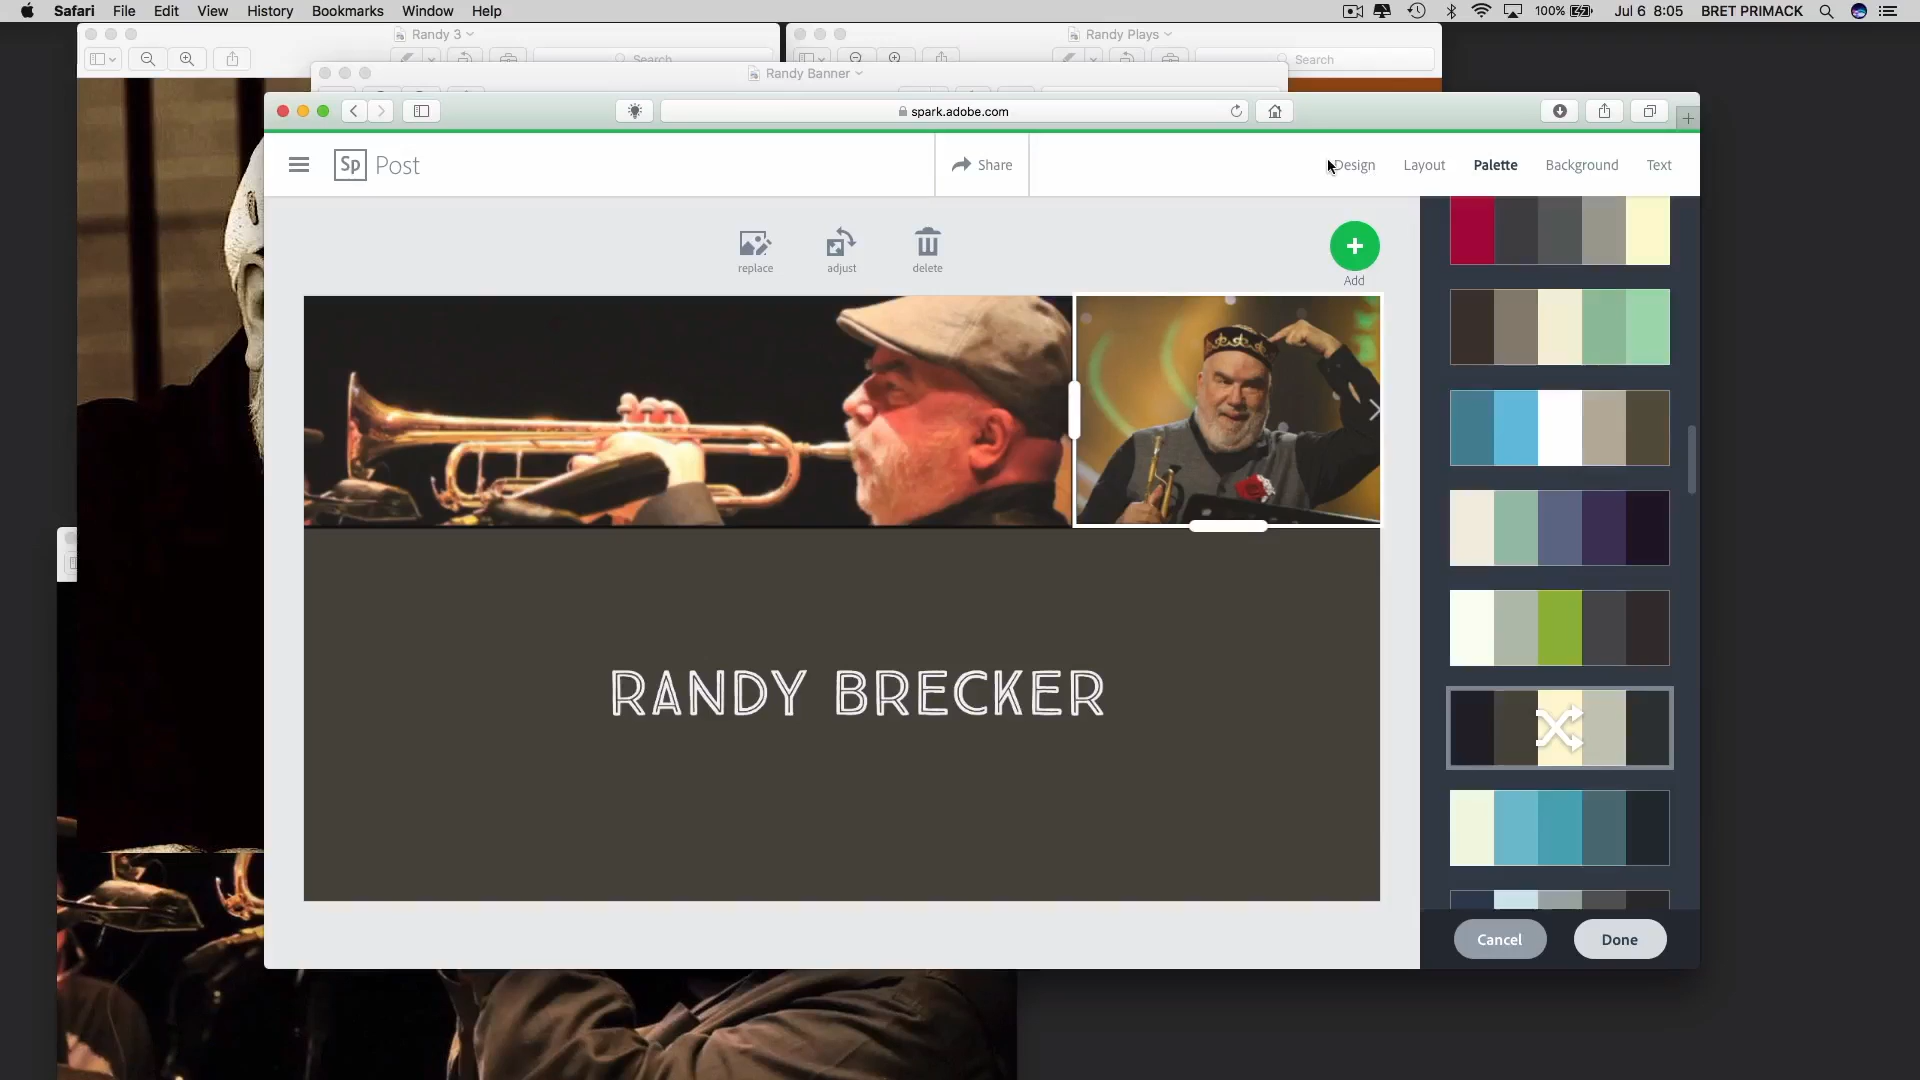 Safari File Edit View History Bookmarks Window Help 100% Jul 6 8:05 BRET PRIMACK
Randy 3
Randy Plays
Search
Search
Randy Banner
spark.adobe.com
Sp Post
Share
Design Layout Palette Background Text
replace adjust delete
Add
RANDY BRECKER
Cancel Done